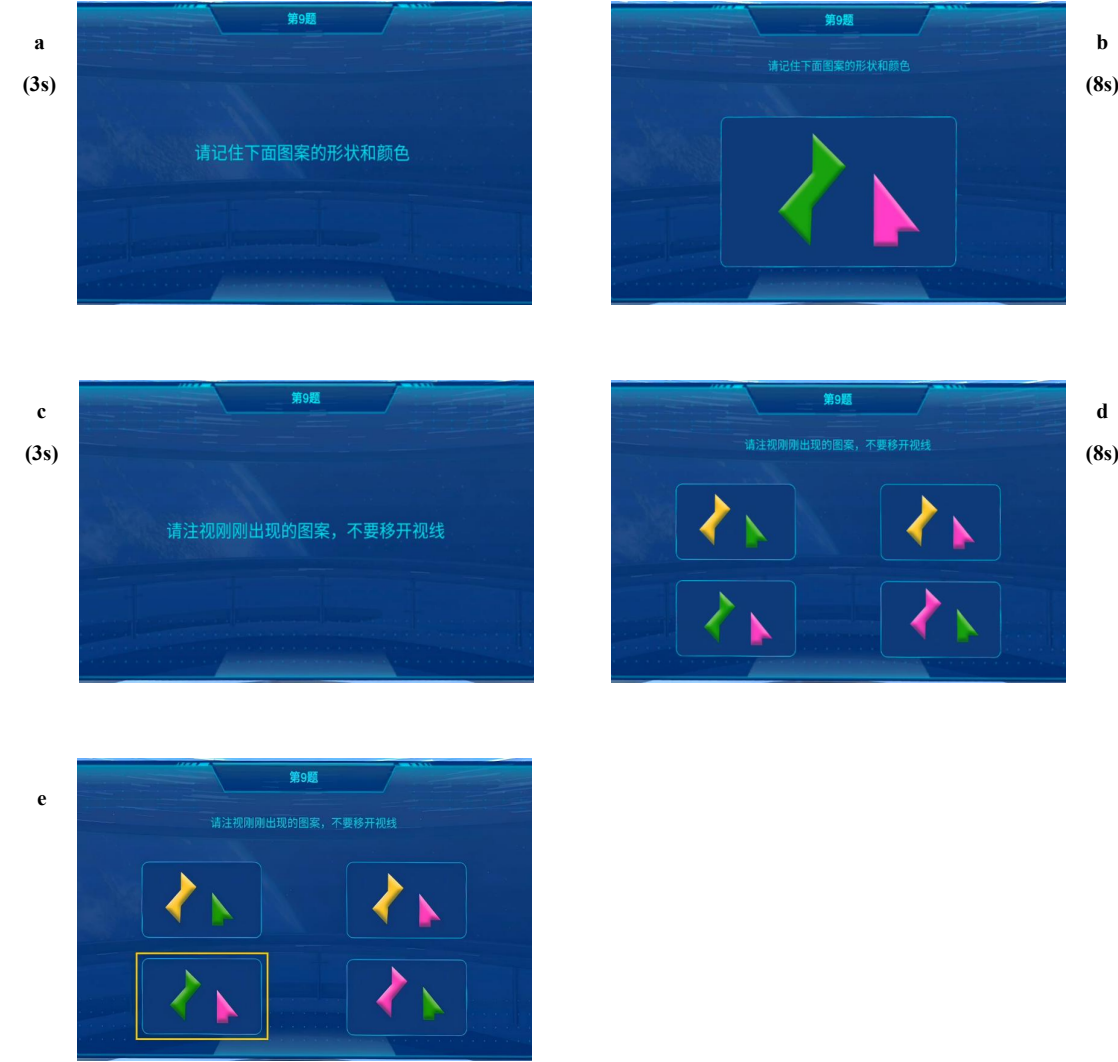 a
(3s)
第9题
请记住下面图案的形状和颜色
b
(8s)
第9题
请记住下面图案的形状和颜色
c
(3s)
第9题
请注视刚刚出现的图案，不要移开视线
d
(8s)
第9题
请注视刚刚出现的图案，不要移开视线
e
第9题
请注视刚刚出现的图案，不要移开视线